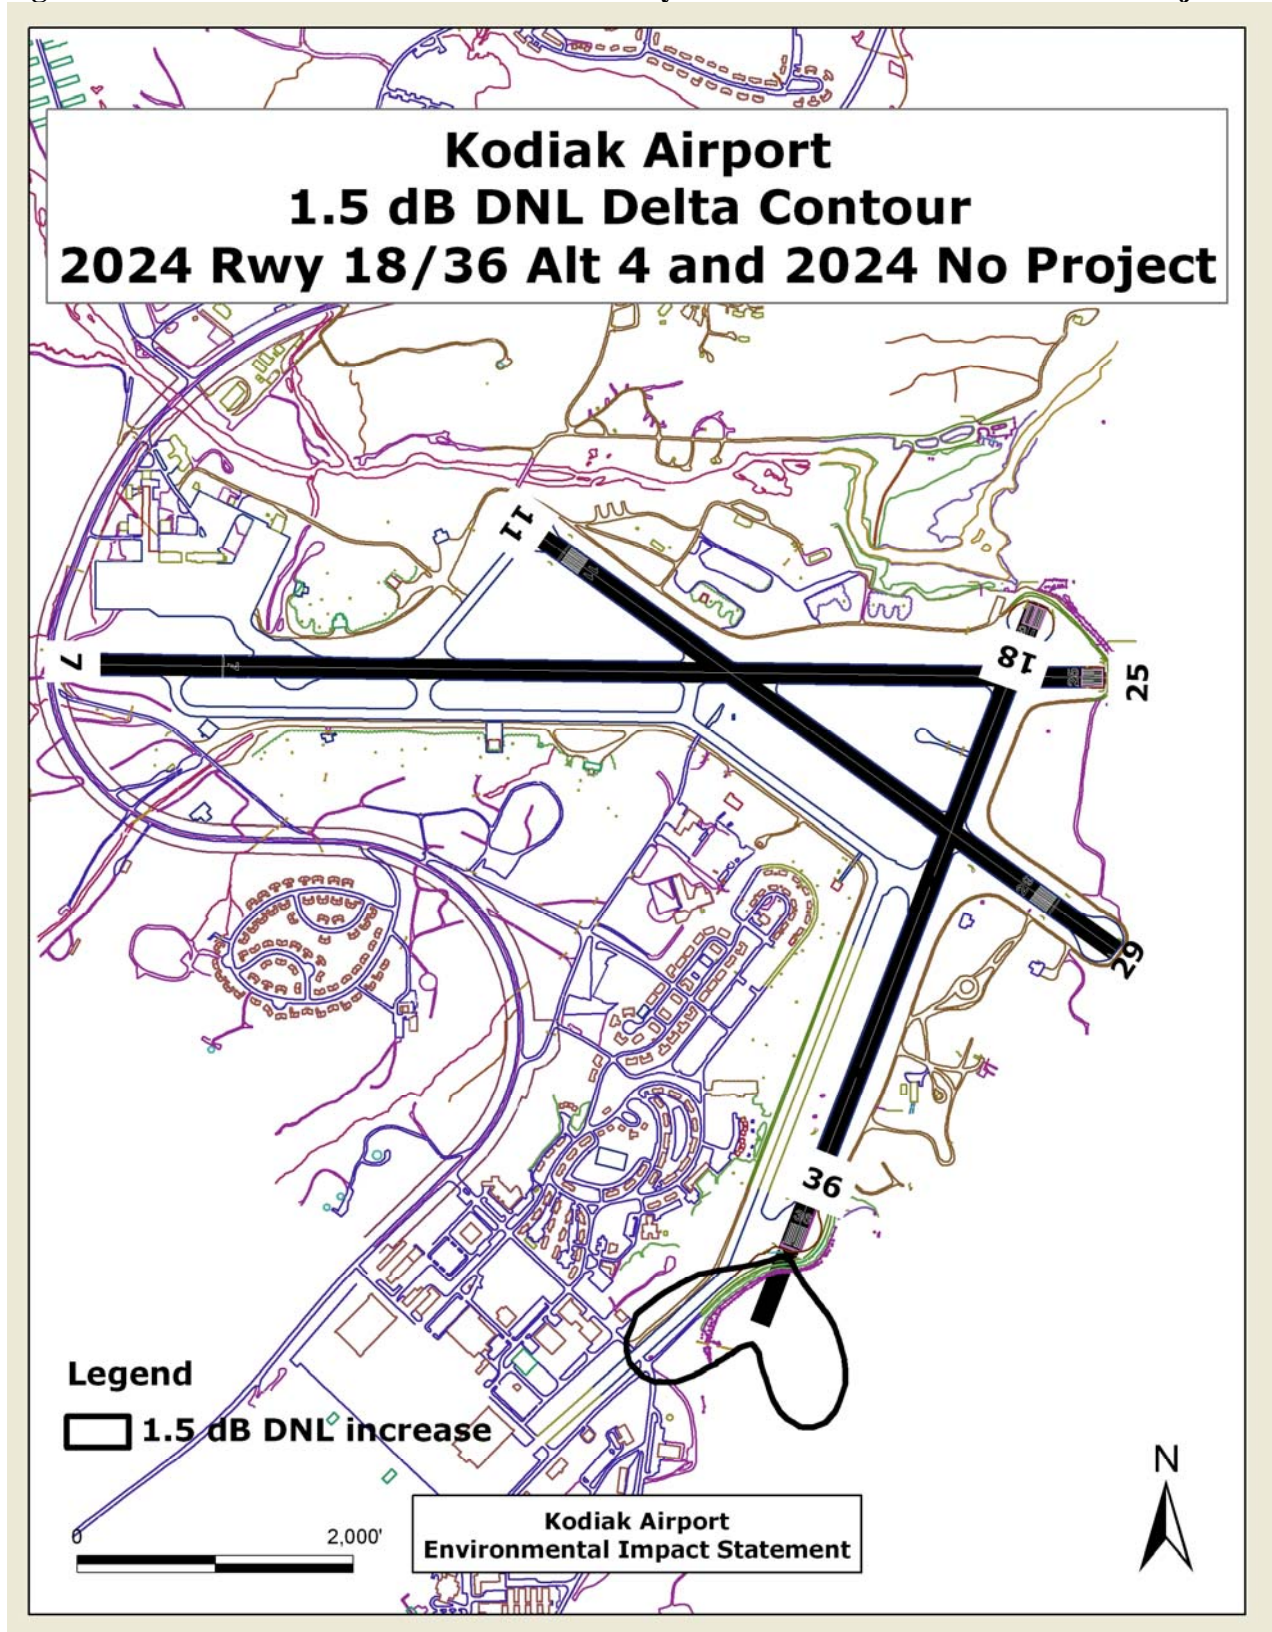 Kodiak Airport
1.5 dB DNL Delta Contour
2024 Rwy 18/36 Alt 4 and 2024 No Project
11
7
18
25
25
29
36
Legend
1.5 dB DNL increase
0
2,000'
Kodiak Airport
Environmental Impact Statement
N